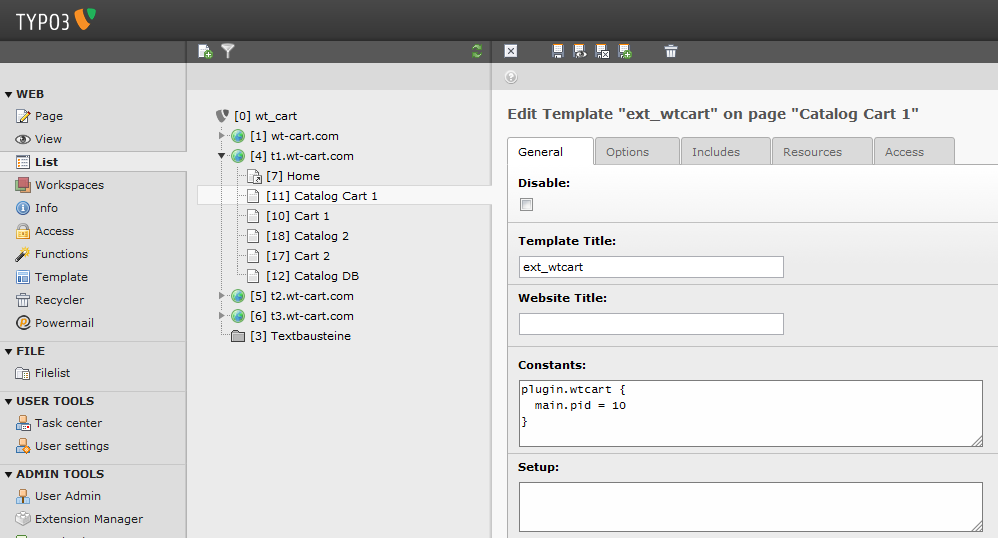 TYPO3
WEB
Page
View
List
Workspaces
Info
Access
Functions
Template
Recycler
Powermail
FILE
Filelist
USER TOOLS
Task center
User settings
ADMIN TOOLS
User Admin
Extension Manager
[0] wt_cart
[1] wt-cart.com
[4] t1.wt-cart.com
[7] Home
[11] Catalog Cart 1
[10] Cart 1
[18] Catalog 2
[17] Cart 2
[12] Catalog DB
[5] t2.wt-cart.com
[6] t3.wt-cart.com
[3] Textbausteine
Edit Template "ext_wtcart" on page "Catalog Cart 1"
General Options Includes Resources Access
Disable:
Template Title:
ext_wtcart
Website Title:
Constants:
plugin.wtcart {
main.pid = 10
}
Setup: